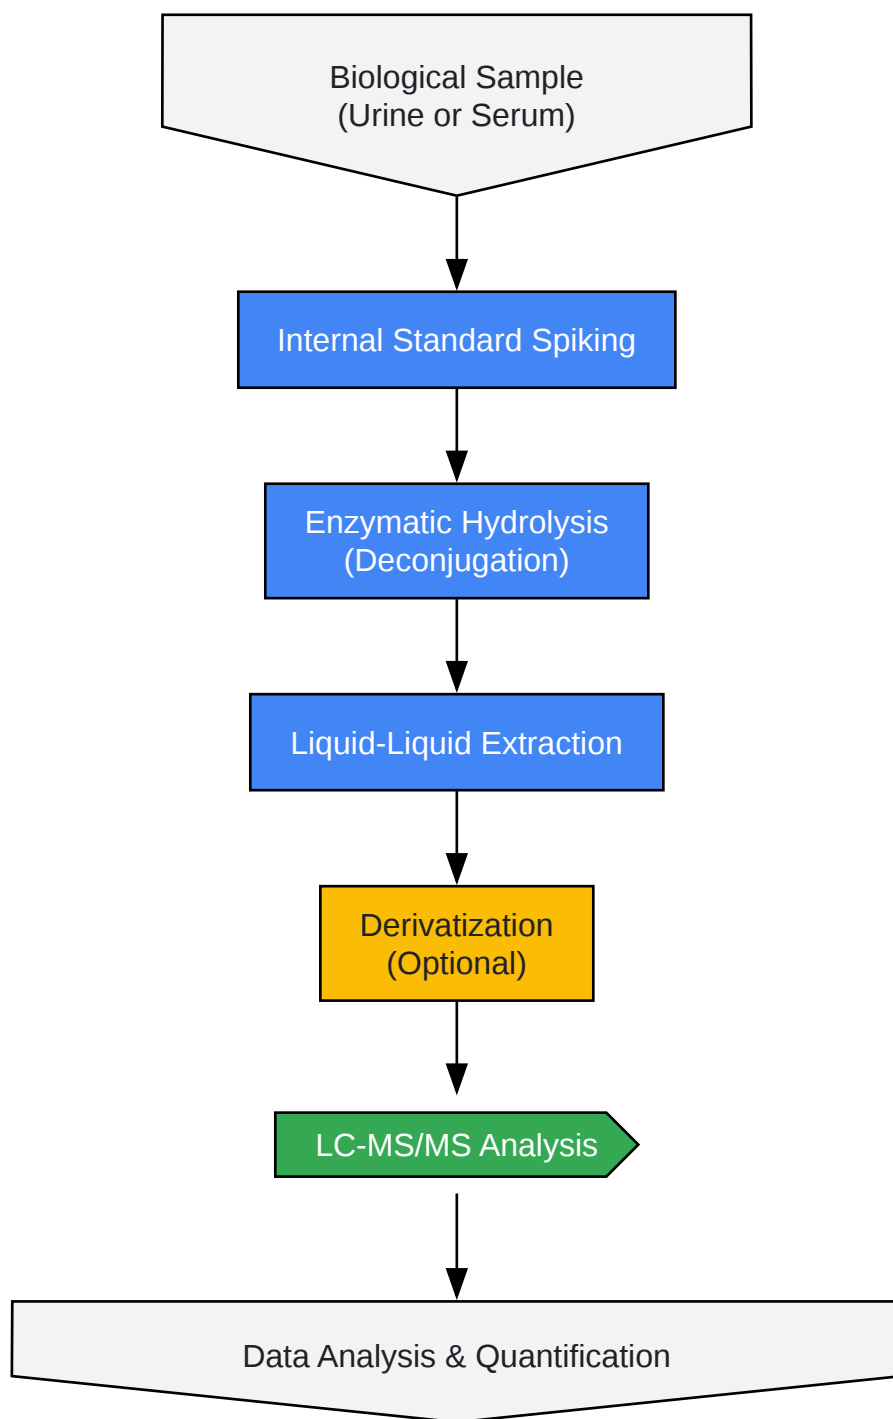 Biological Sample
(Urine or Serum)
Internal Standard Spiking
Enzymatic Hydrolysis
(Deconjugation)
Liquid-Liquid Extraction
Derivatization
(Optional)
LC-MS/MS Analysis
Data Analysis & Quantification